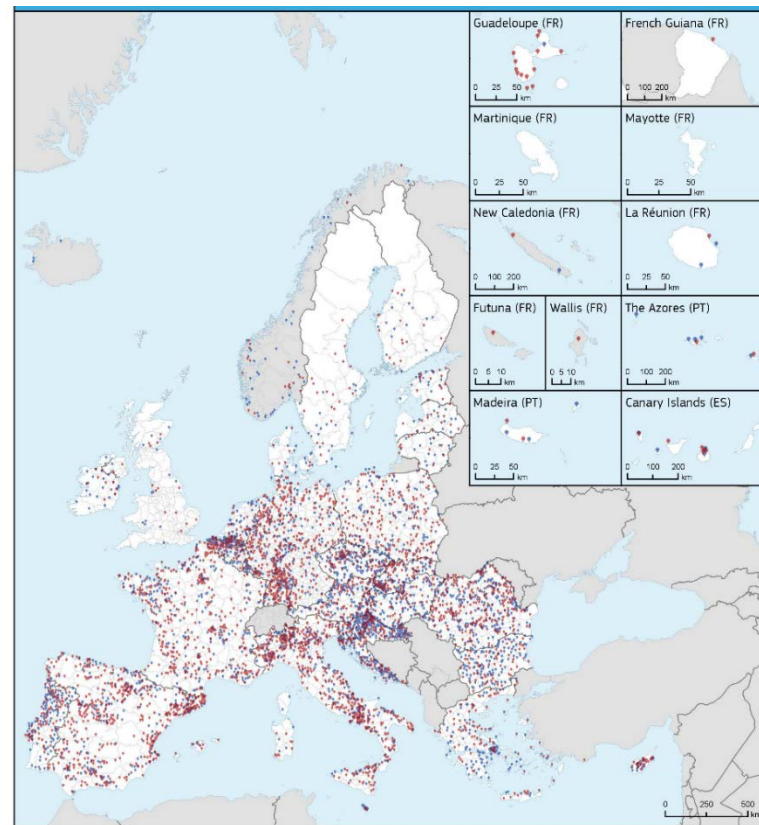 Guadeloupe (FR)
0 25 50
km
French Guiana (FR)
0 100 200
km
Martinique (FR)
0 25 50
km
Mayotte (FR)
0 25 50
km
New Caledonia (FR)
0 100 200
km
La Réunion (FR)
0 25 50
km
Futuna (FR)
0 5 10
km
Wallis (FR)
0 5 10
km
The Azores (PT)
0 100 200
km
Madeira (PT)
0 25 50
km
Canary Islands (ES)
0 100 200
km
0 250 500
km